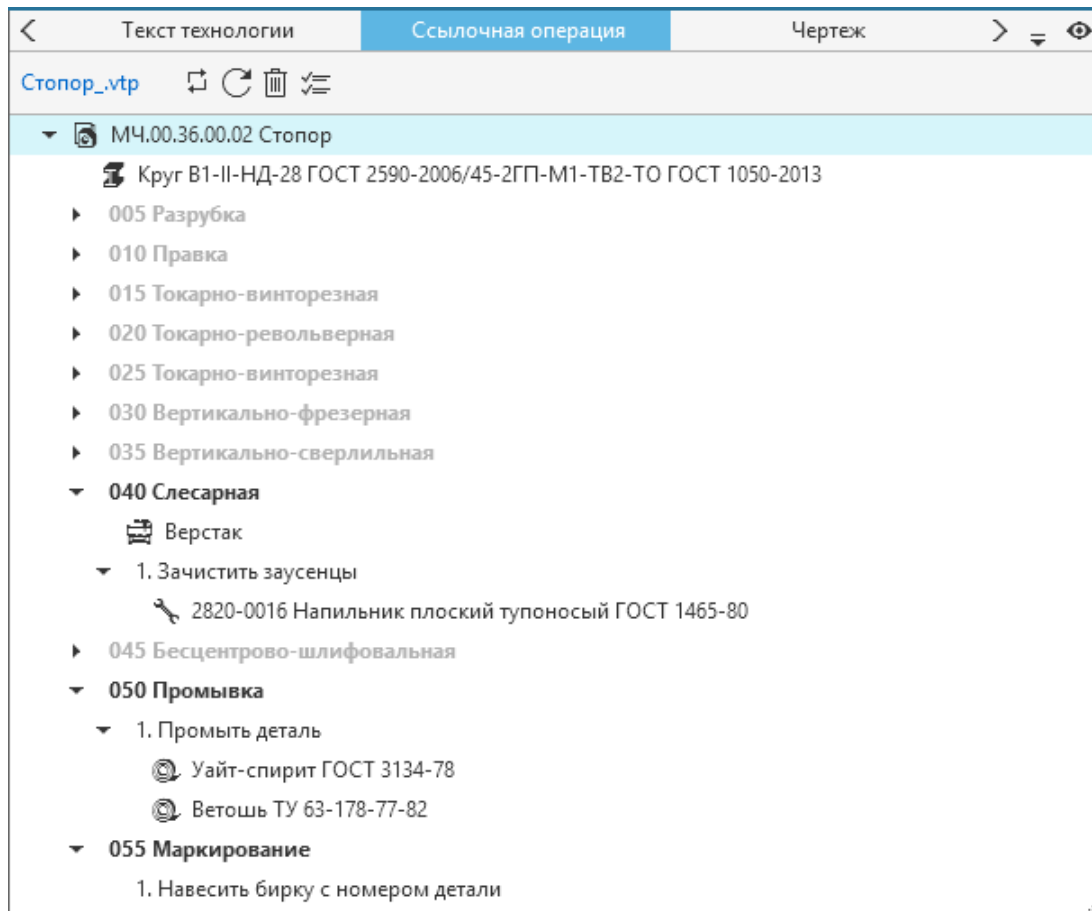 Текст технологии Ссылочная операция Чертеж
Стопор_.vtp
МЧ.00.36.00.02 Стопор
Круг В1-II-НД-28 ГОСТ 2590-2006/45-2ГП-М1-ТВ2-ТО ГОСТ 1050-2013
005 Разрубка
010 Правка
015 Токарно-винторезная
020 Токарно-револьверная
025 Токарно-винторезная
030 Вертикально-фрезерная
035 Вертикально-сверлильная
040 Слесарная
Верстак
1. Зачистить заусенцы
2820-0016 Напильник плоский тупоносый ГОСТ 1465-80
045 Бесцентрово-шлифовальная
050 Промывка
1. Промыть деталь
Уайт-спирит ГОСТ 3134-78
Ветошь ТУ 63-178-77-82
055 Маркирование
1. Навесить бирку с номером детали